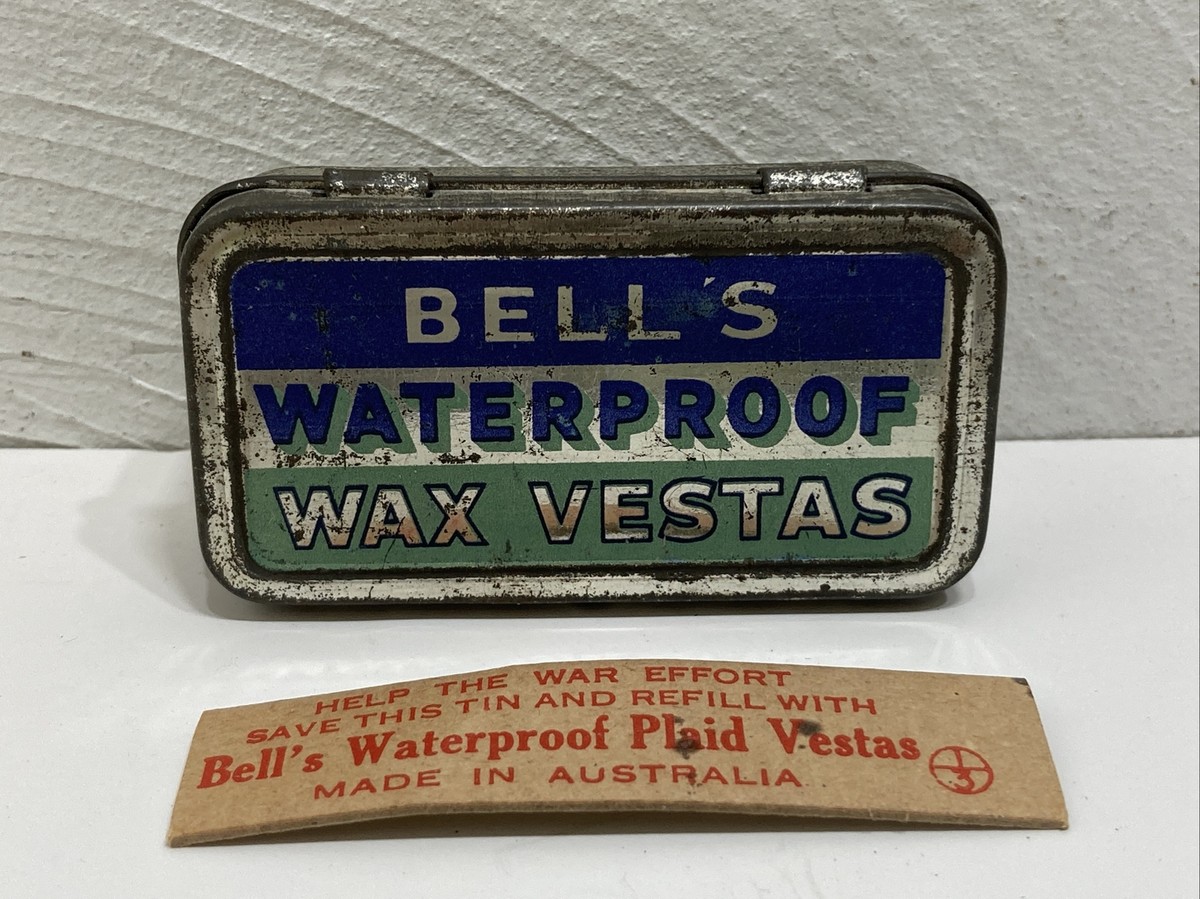 BELL'S
WATERPROOF
WAX VESTAS
HELP THE WAR EFFORT
SAVE THIS TIN AND REFILL WITH
Bell's Waterproof Plaid Vestas
MADE IN AUSTRALIA